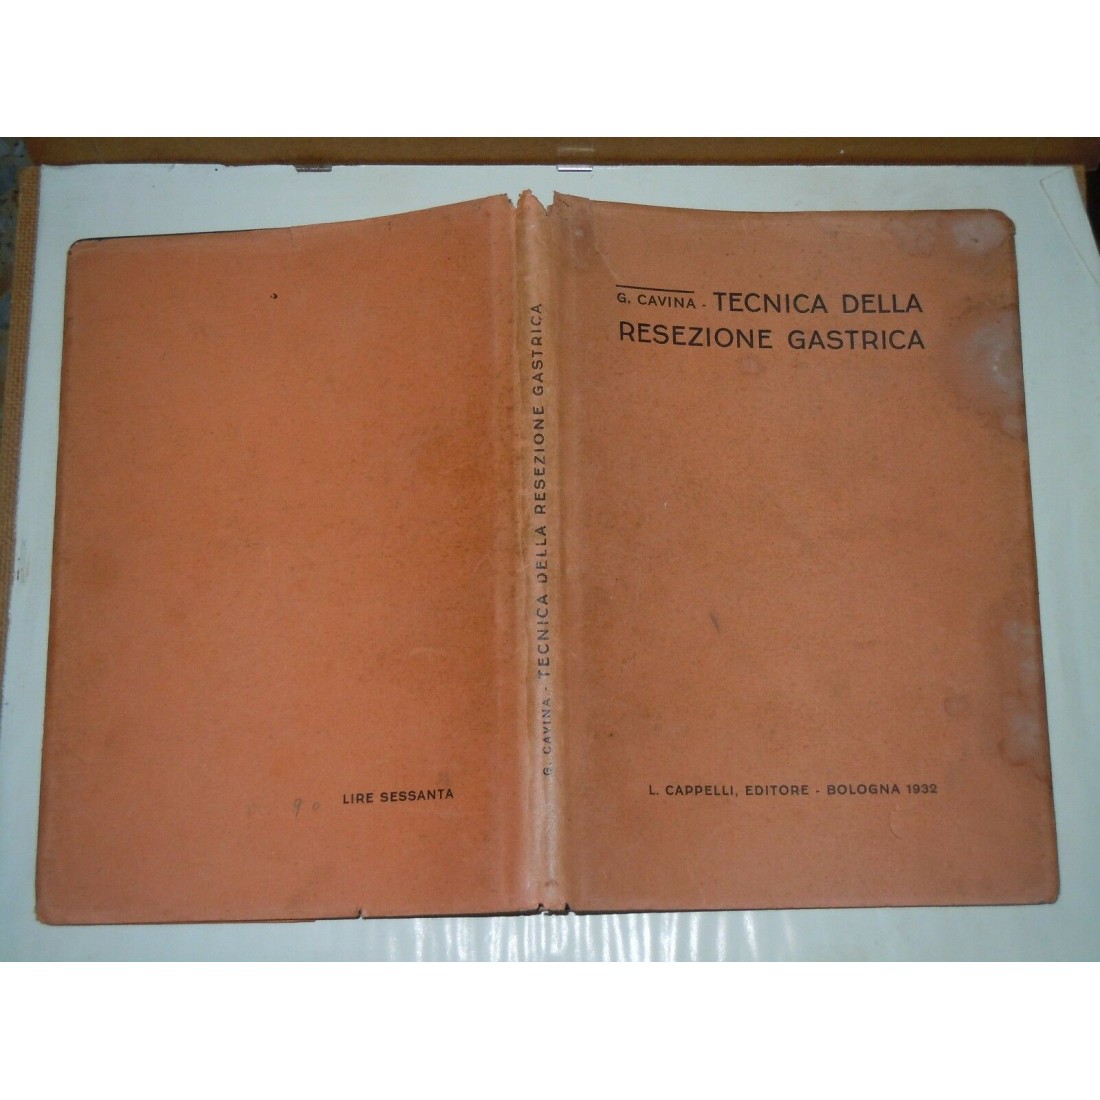 G. CAVINA - TECNICA DELLA
RESEZIONE GASTRICA
L. CAPPELLI, EDITORE - BOLOGNA 1932
G. CAVINA - TECNICA DELLA RESEZIONE GASTRICA
90 LIRE SESSANTA